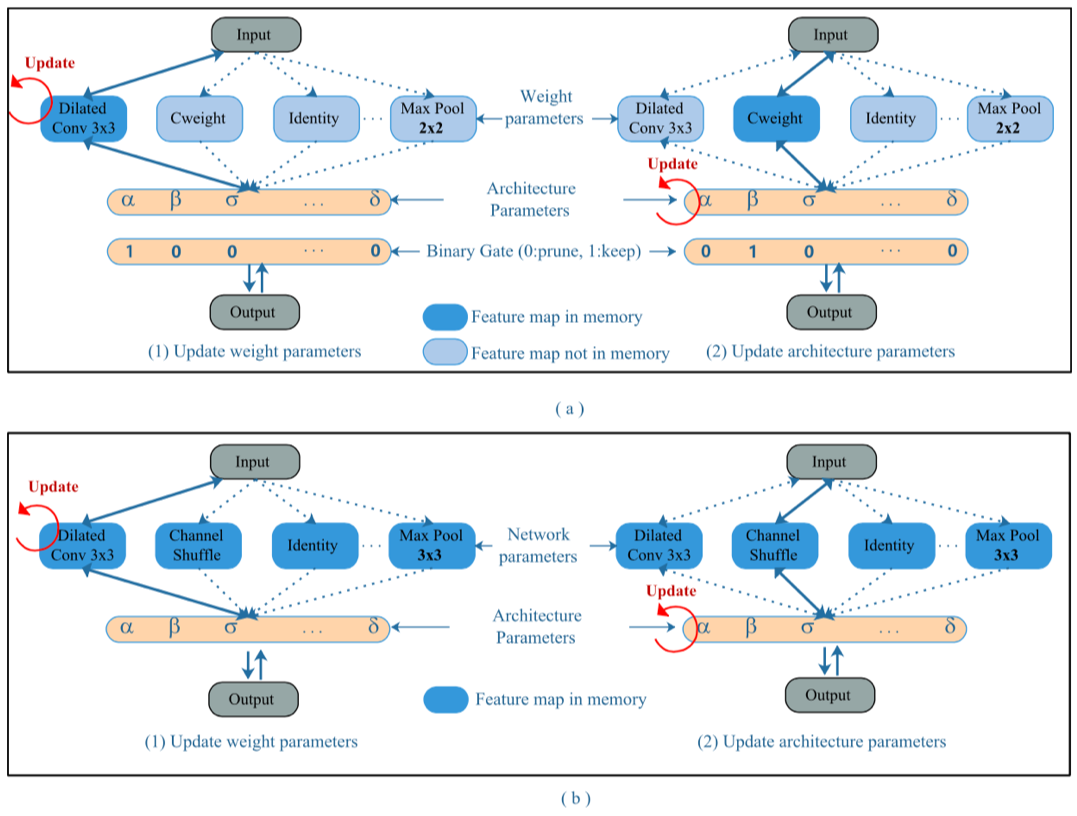 Input
Update
Dilated
Conv 3x3
Cweight
Identity
...
Max Pool
2x2
α β σ ... δ
1 0 0 ... 0
Output
(1) Update weight parameters
Weight
parameters
Architecture
Parameters
Binary Gate (0:prune, 1:keep)
Feature map in memory
Feature map not in memory
Input
Dilated
Conv 3x3
Cweight
Identity
...
Max Pool
2x2
Update
α β σ ... δ
0 1 0 ... 0
Output
(2) Update architecture parameters
( a )
Input
Update
Dilated
Conv 3x3
Channel
Shuffle
Identity
...
Max Pool
3x3
α β σ ... δ
Output
(1) Update weight parameters
Network
parameters
Architecture
Parameters
Feature map in memory
Input
Dilated
Conv 3x3
Channel
Shuffle
Identity
...
Max Pool
3x3
Update
α β σ ... δ
Output
(2) Update architecture parameters
( b )